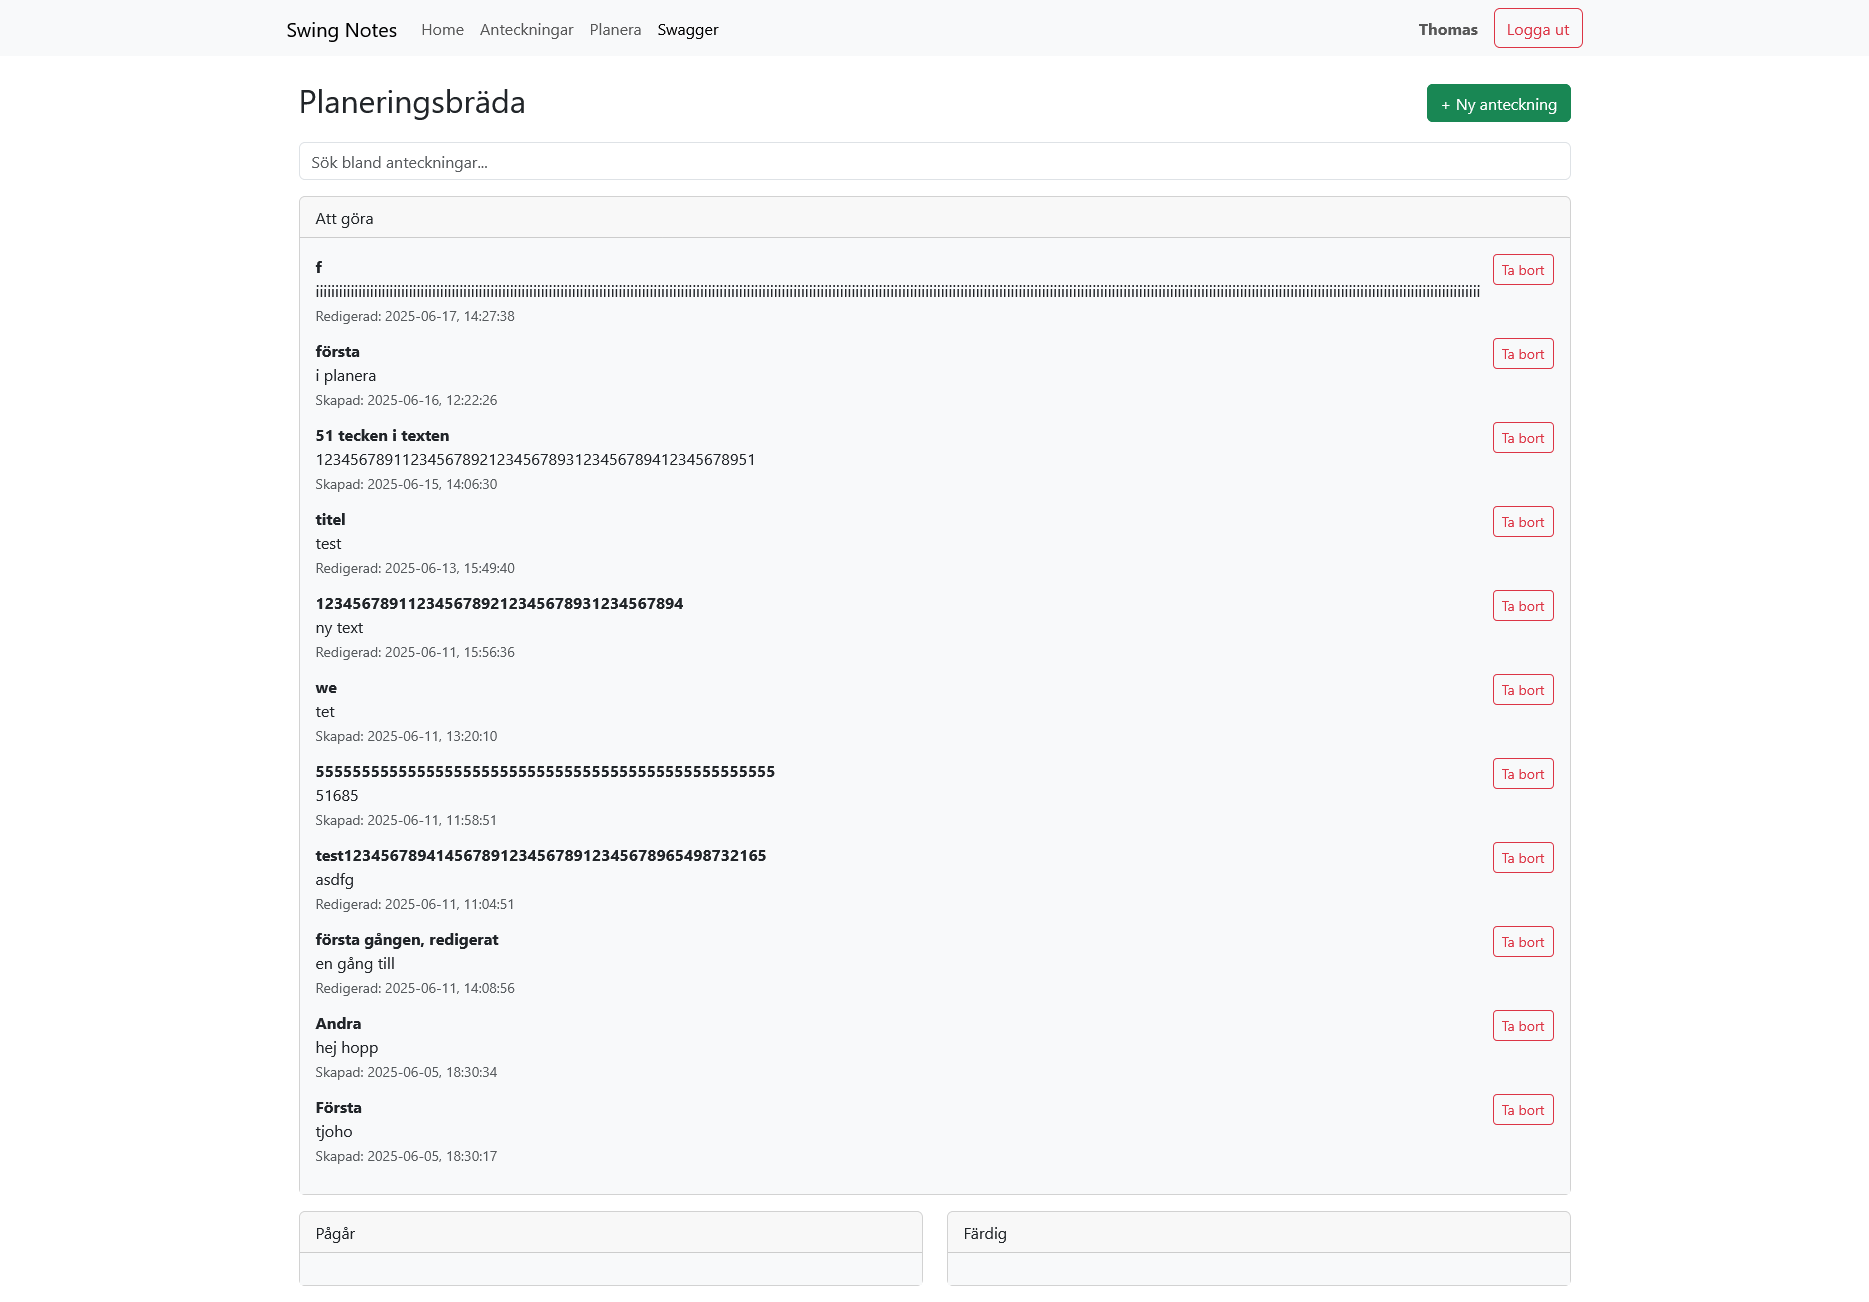 Swing Notes
Home
Anteckningar
Planera
Swagger
Thomas
Logga ut
Planeringsbräda
+ Ny anteckning
Sök bland anteckningar...
Att göra
f
Ta bort
Redigerad: 2025-06-17, 14:27:38
första
Ta bort
i planera
Skapad: 2025-06-16, 12:22:26
51 tecken i texten
Ta bort
123456789112345678921234567893123456789412345678951
Skapad: 2025-06-15, 14:06:30
titel
Ta bort
test
Redigerad: 2025-06-13, 15:49:40
1234567891123456789212345678931234567894
Ta bort
ny text
Redigerad: 2025-06-11, 15:56:36
we
Ta bort
tet
Skapad: 2025-06-11, 13:20:10
55555555555555555555555555555555555555555555555555
Ta bort
51685
Skapad: 2025-06-11, 11:58:51
test1234567894145678912345678912345678965498732165
Ta bort
asdfg
Redigerad: 2025-06-11, 11:04:51
första gången, redigerat
Ta bort
en gång till
Redigerad: 2025-06-11, 14:08:56
Andra
Ta bort
hej hopp
Skapad: 2025-06-05, 18:30:34
Första
Ta bort
tjoho
Skapad: 2025-06-05, 18:30:17
Pågår
Färdig